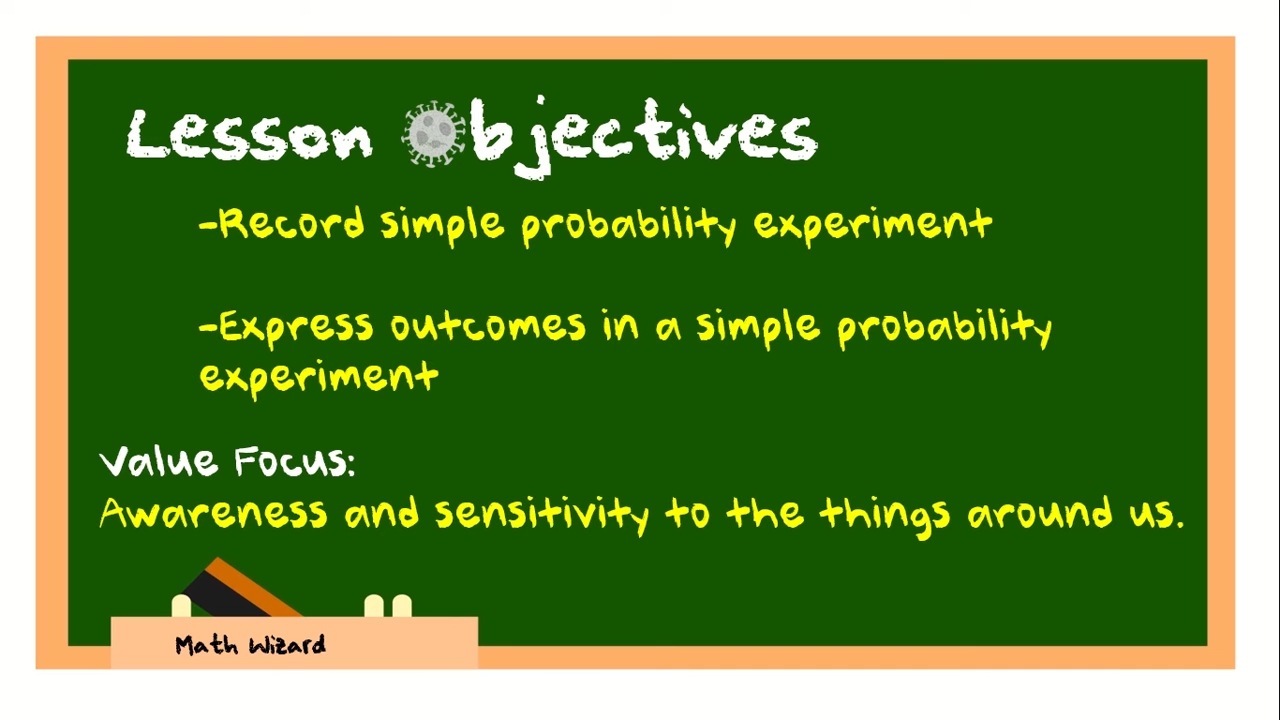 Lesson bjectives
-Record simple probability experiment
-Express outcomes in a simple probability
experiment
Value Focus:
Awareness and sensitivity to the things around us.
Math Wizard